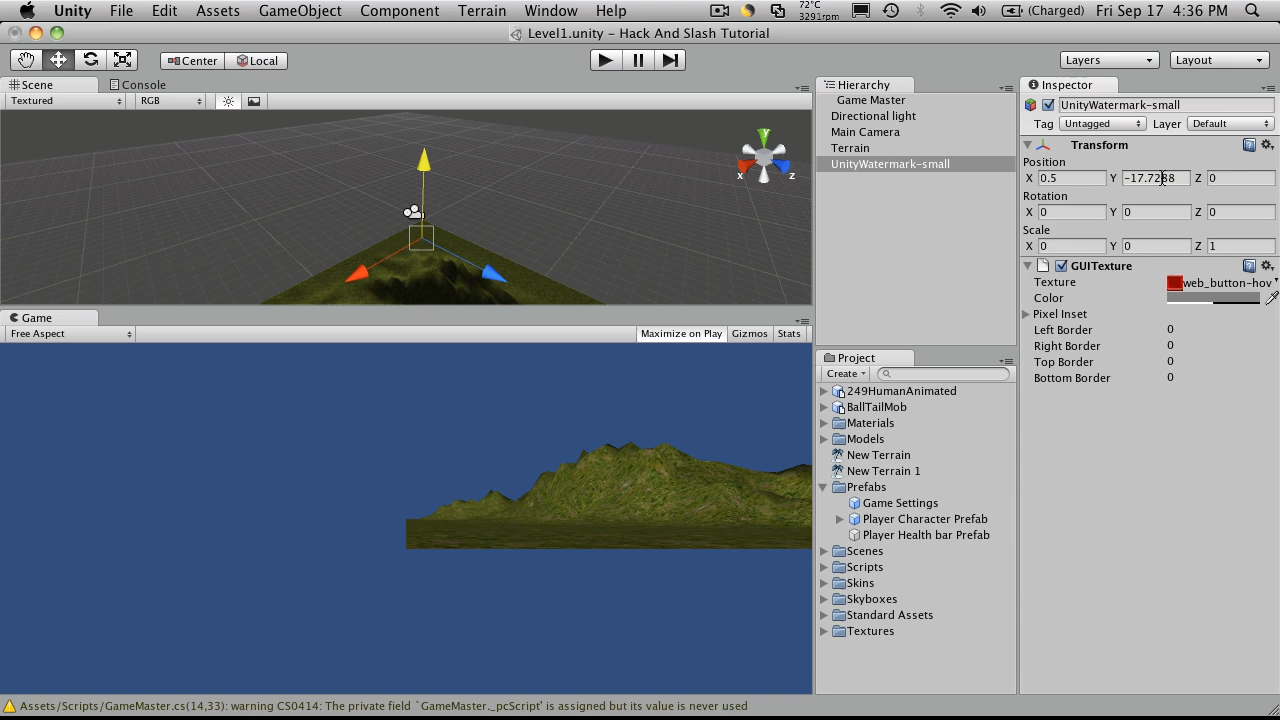 Unity File Edit Assets GameObject Component Terrain Window Help 72°C 3291rpm (Charged) Fri Sep 17 4:36 PM
Level1.unity - Hack And Slash Tutorial
Center Local Layers Layout
Scene Console
Textured RGB
y x z
Game
Free Aspect Maximize on Play Gizmos Stats
Hierarchy
Game Master
Directional light
Main Camera
Terrain
UnityWatermark-small
Project
Create
249HumanAnimated
BallTailMob
Materials
Models
New Terrain
New Terrain 1
Prefabs
Game Settings
Player Character Prefab
Player Health bar Prefab
Scenes
Scripts
Skins
Skyboxes
Standard Assets
Textures
Inspector
UnityWatermark-small
Tag Untagged Layer Default
Transform
Position
X 0.5 Y Z 0
Rotation
X 0 Y 0 Z 0
Scale
X 0 Y 0 Z 1
GUITexture
Texture web_button-hov
Color
Pixel Inset
Left Border 0
Right Border 0
Top Border 0
Bottom Border 0
Assets/Scripts/GameMaster.cs(14,33): warning CS0414: The private field `GameMaster._pcScript' is assigned but its value is never used